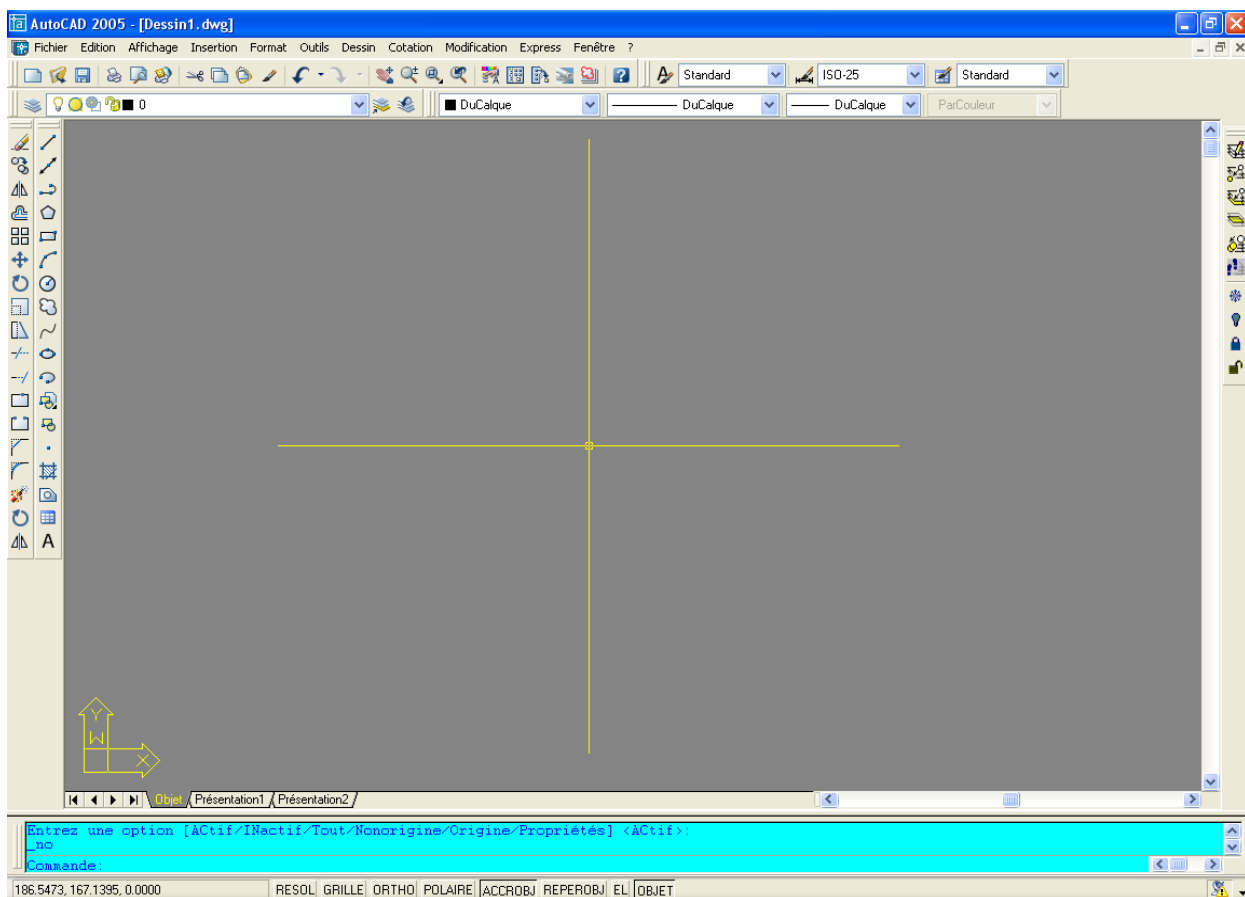 AutoCAD 2005 - [Dessin1.dwg]
Fichier Edition Affichage Insertion Format Outils Dessin Cotation Modification Express Fenêtre ?
Standard ISO-25 Standard
0 DuCalque DuCalque DuCalque ParCouleur
A
Y
W
X
Objet Présentation1 Présentation2
Entrez une option [ACtif/INactif/Tout/Nonorigine/Origine/Propriétés] <ACtif>:
_no
Commande:
186.5473, 167.1395, 0.0000 RESOL GRILLE ORTHO POLAIRE ACCROBJ REPEROBJ EL OBJET